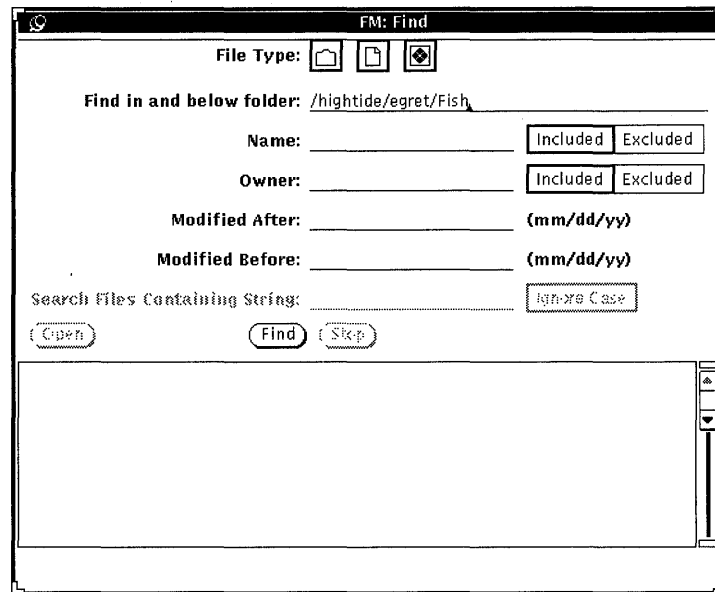 FM: Find
File Type:
Find in and below folder: /hightide/egret/Fish
Name: Included Excluded
Owner: Included Excluded
Modified After: (mm/dd/yy)
Modified Before: (mm/dd/yy)
Search Files Containing String: Ignore Case
Open Find Stop